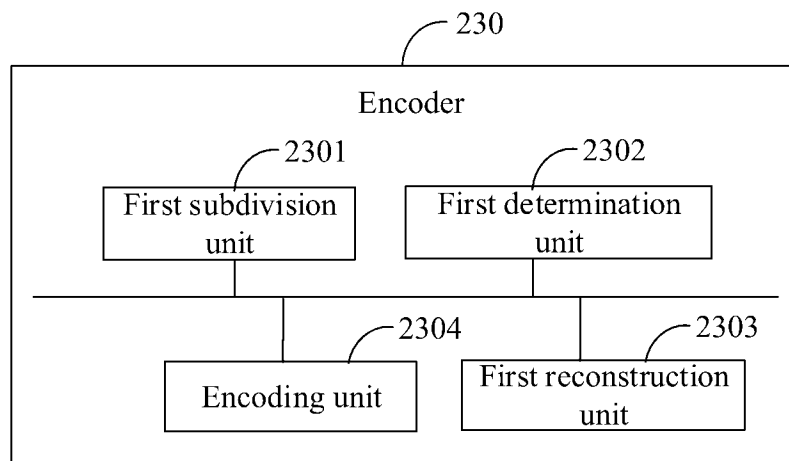 230
Encoder
2301
2302
First subdivision
unit
First determination
unit
2304
2303
Encoding unit
First reconstruction
unit